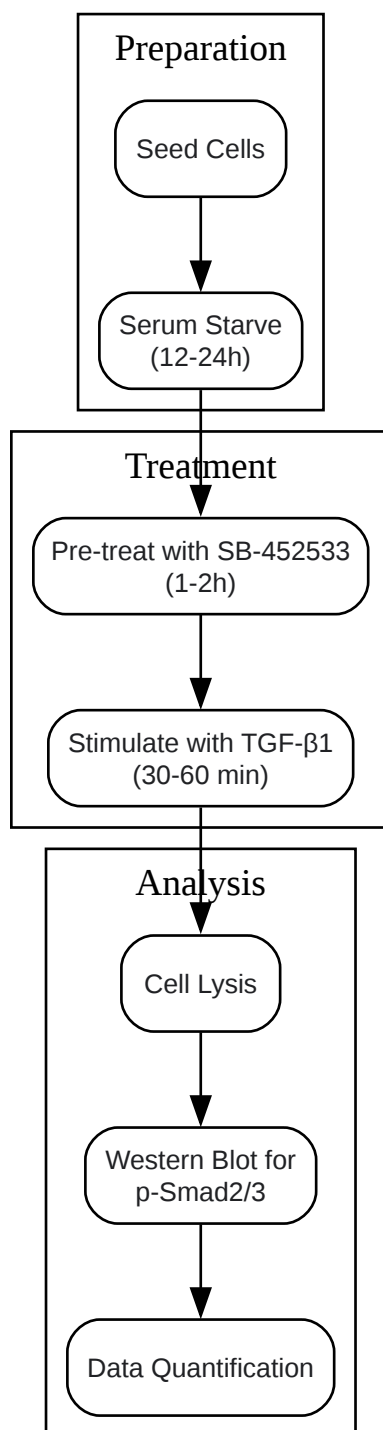 Preparation
Seed Cells
Serum Starve
(12-24h)
Treatment
Pre-treat with SB-452533
(1-2h)
Stimulate with TGF-β1
(30-60 min)
Analysis
Cell Lysis
Western Blot for
p-Smad2/3
Data Quantification